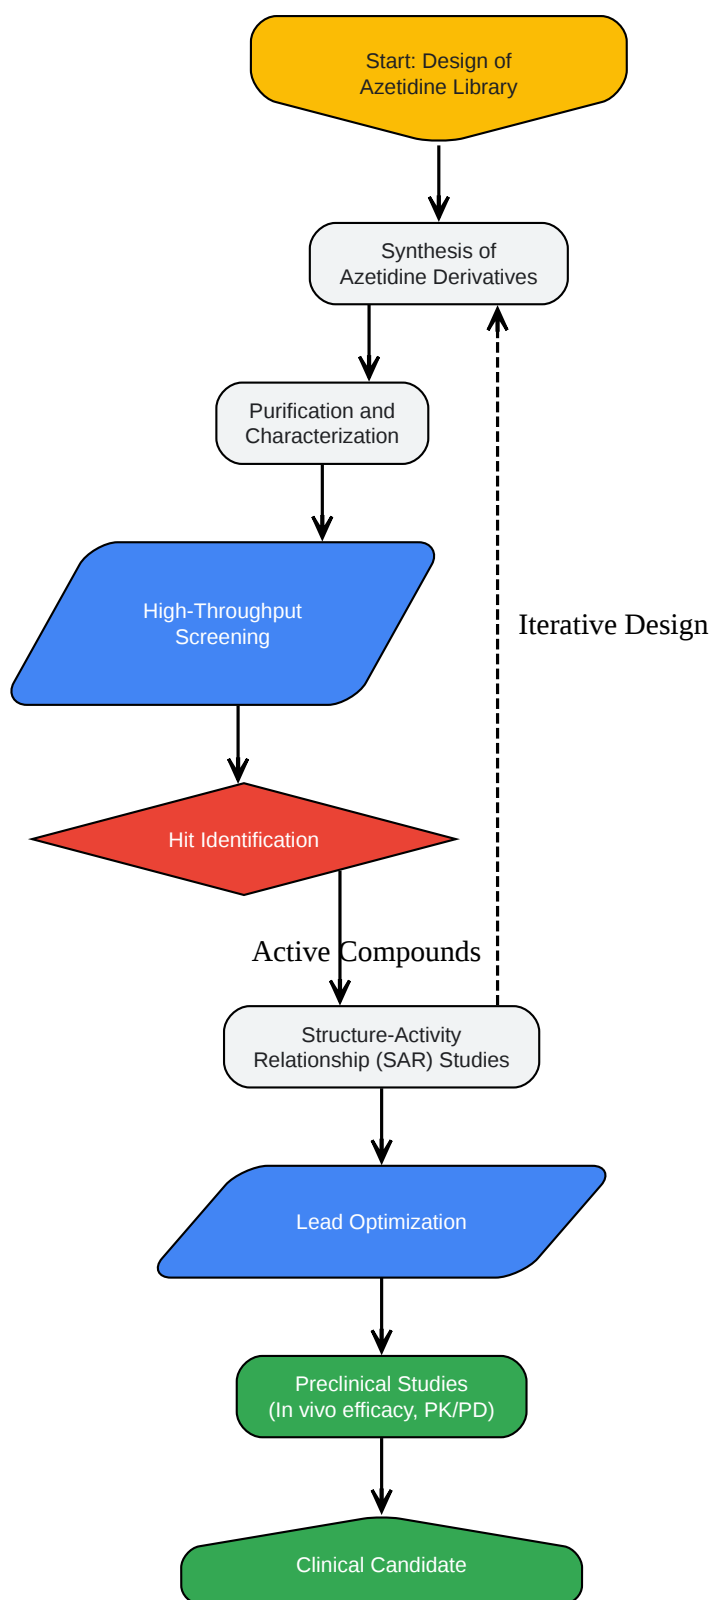 Start: Design of
Azetidine Library
Synthesis of
Azetidine Derivatives
Purification and
Characterization
High-Throughput
Screening
Iterative Design
Hit Identification
Active Compounds
Structure-Activity
Relationship (SAR) Studies
Lead Optimization
Preclinical Studies
(In vivo efficacy, PK/PD)
Clinical Candidate